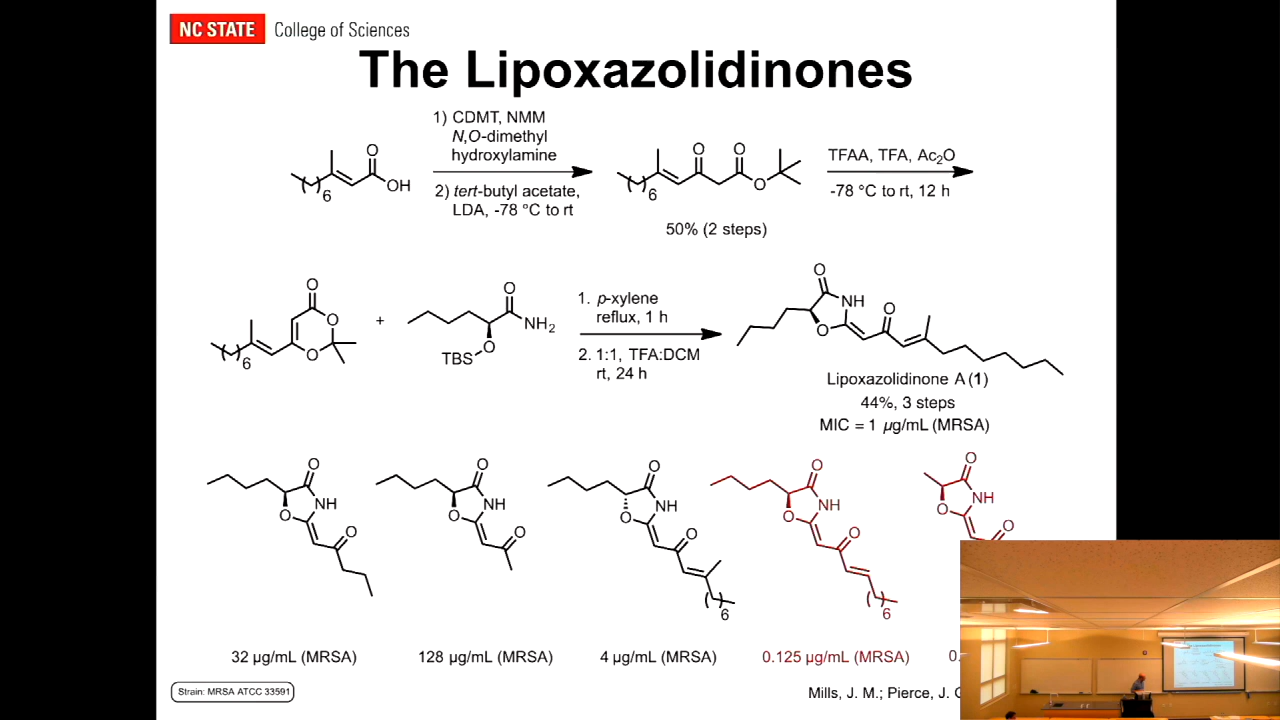 NC STATE College of Sciences
The Lipoxazolidinones
1) CDMT, NMM
N,O-dimethyl
hydroxylamine
2) tert-butyl acetate,
LDA, -78 °C to rt
O
OH
6
O O
O
6
50% (2 steps)
TFAA, TFA, Ac2O
-78 °C to rt, 12 h
O
O
O
6
+
O
NH2
O
TBS
1. p-xylene
reflux, 1 h
2. 1:1, TFA:DCM
rt, 24 h
O
NH
O
O
Lipoxazolidinone A (1)
44%, 3 steps
MIC = 1 µg/mL (MRSA)
O
NH
O
O
32 µg/mL (MRSA)
O
NH
O
O
128 µg/mL (MRSA)
O
NH
O
O
6
4 µg/mL (MRSA)
O
NH
O
O
6
0.125 µg/mL (MRSA)
O
NH
O
O
0.
Strain: MRSA ATCC 33591
Mills, J. M.; Pierce, J.